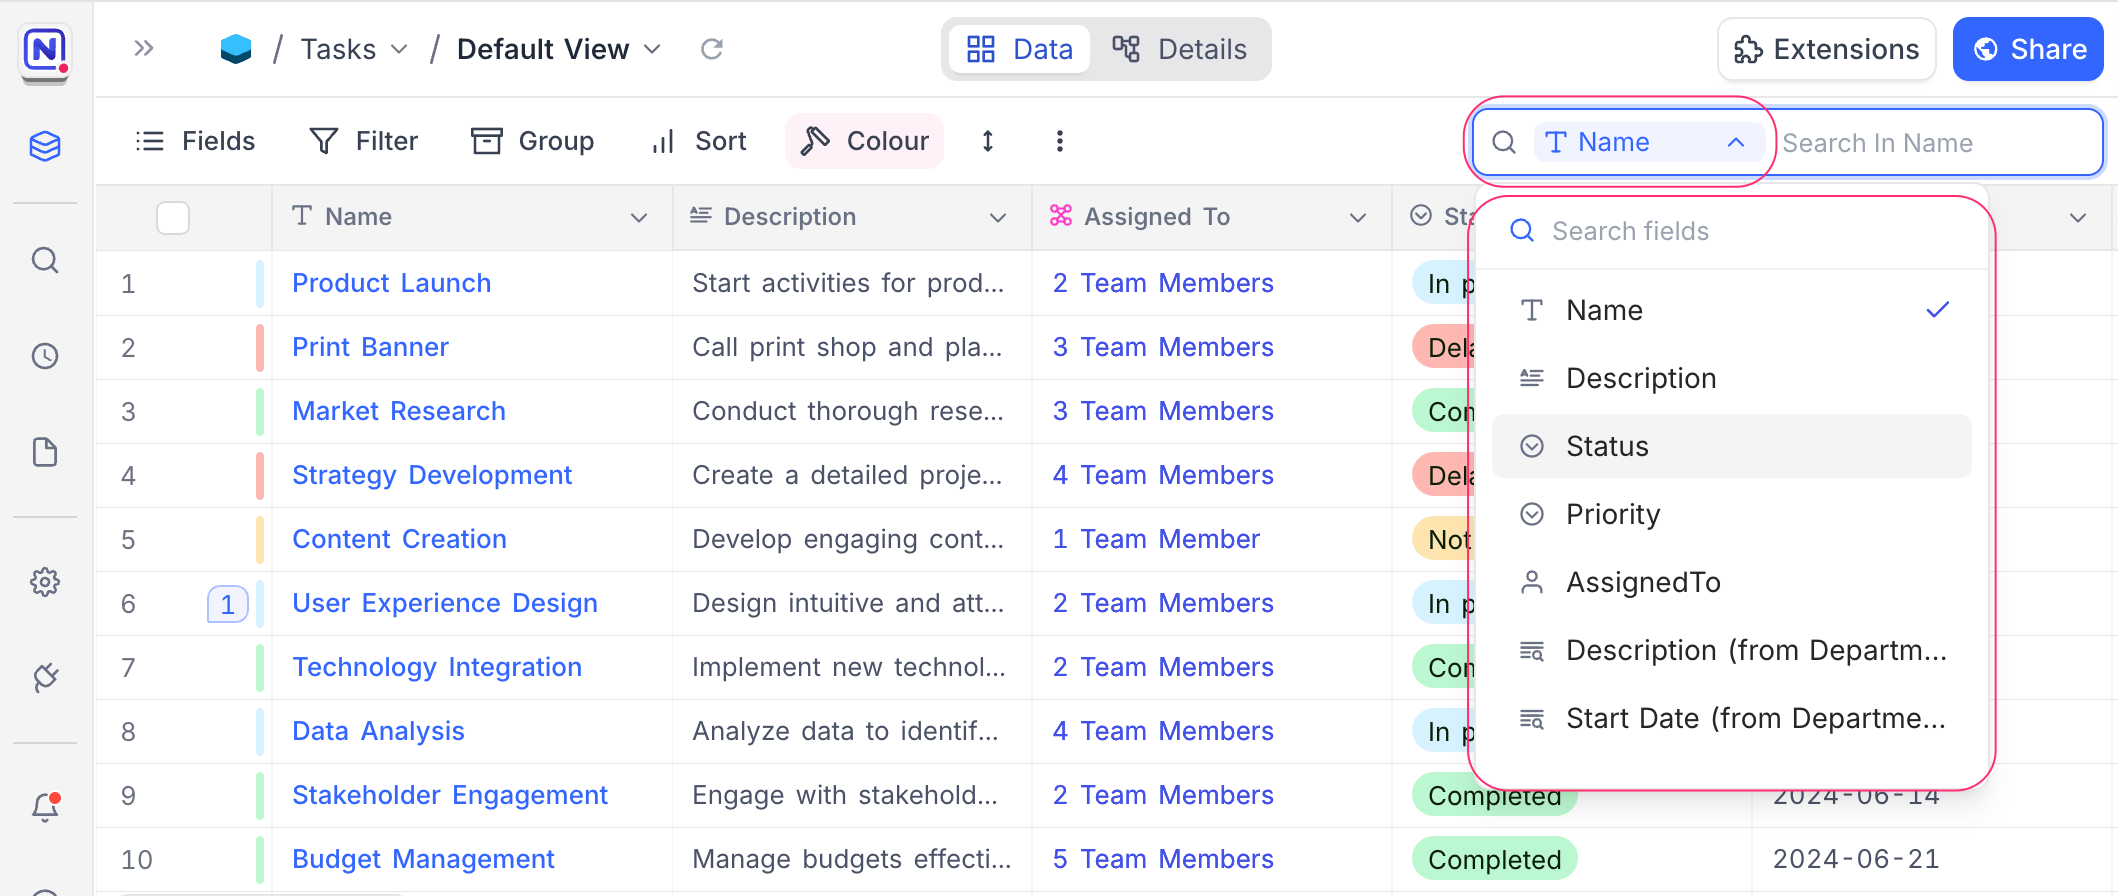 N
/ Tasks / Default View
Data Details
Extensions
Share
Fields Filter Group Sort Colour
Name Search In Name
Name Description Assigned To
Search fields
Name
Description
Status
Priority
AssignedTo
Description (from Departm...
Start Date (from Departme...
1 Product Launch Start activities for prod... 2 Team Members In p
2 Print Banner Call print shop and pla... 3 Team Members
3 Market Research Conduct thorough rese... 3 Team Members
4 Strategy Development Create a detailed proje... 4 Team Members
5 Content Creation Develop engaging cont... 1 Team Member Not
6 1 User Experience Design Design intuitive and att... 2 Team Members In p
7 Technology Integration Implement new technol... 2 Team Members
8 Data Analysis Analyze data to identif... 4 Team Members In p
9 Stakeholder Engagement Engage with stakehold... 2 Team Members Completed 2024-06-14
10 Budget Management Manage budgets effecti... 5 Team Members Completed 2024-06-21